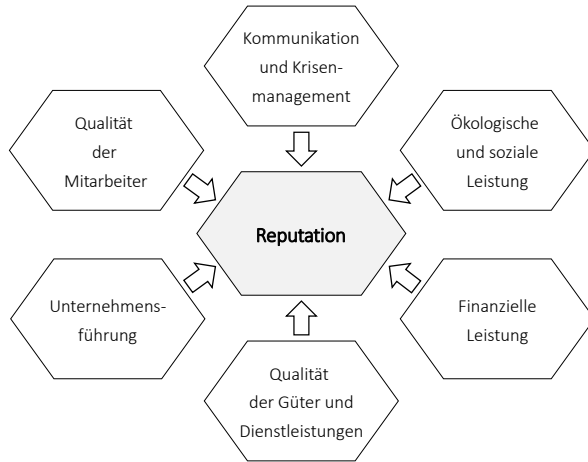 Kommunikation
und Krisen-
management
Qualität
der
Mitarbeiter
Ökologische
und soziale
Leistung
Reputation
Unternehmens-
führung
Finanzielle
Leistung
Qualität
der Güter und
Dienstleistungen